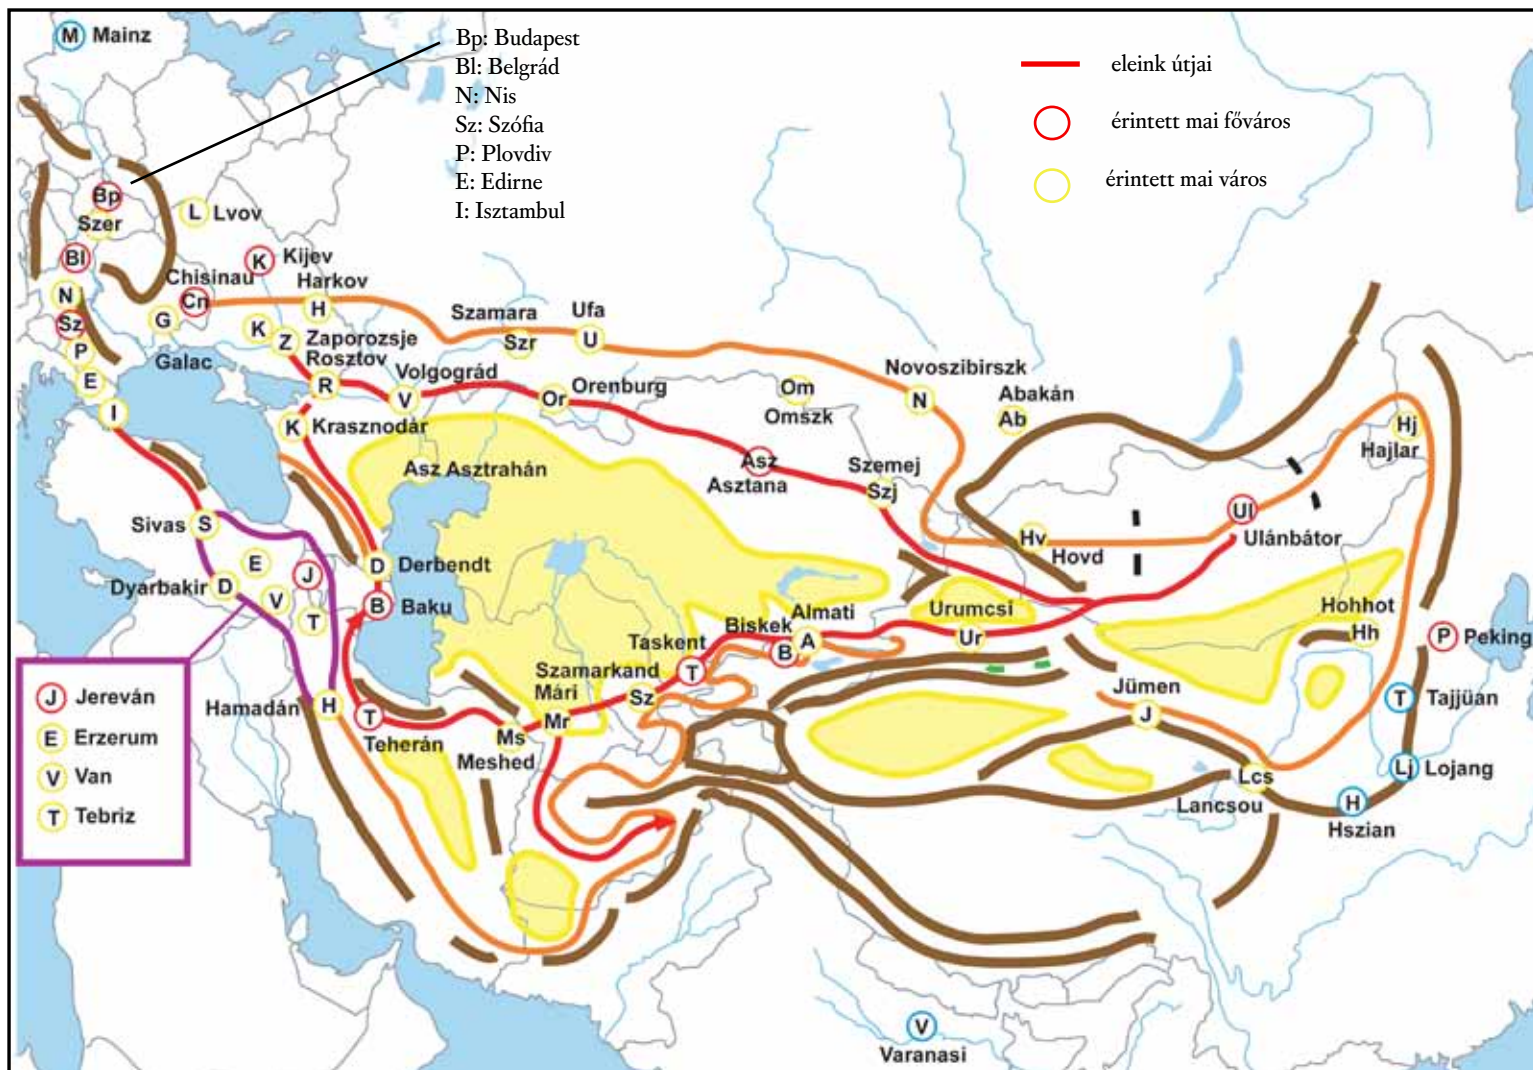 M Mainz
Bp: Budapest
Bl: Belgrád
N: Nis
Sz: Szófia
P: Plovdiv
E: Edirne
I: Isztambul
eleink útjai
érintett mai főváros
érintett mai város
Bp
Szer
L Lvov
Bl
K Kijev
N
Chisinau
Cn
Harkov
H
Sz
G
Galac
K
Z Zaporozsje
P
E
I
Rosztov
R
Volgográd
V
Szamara
Szr
Ufa
U
Or Orenburg
Om
Omszk
Novoszibirszk
N
Abakán
Ab
Hj
Hajlar
K Krasznodár
Asz Asztrahán
Asz
Asztana
Szemej
Szj
Ul
Ulánbátor
Hv
Hovd
Sivas S
E
J
Dyarbakir D
V
T
D Derbendt
B Baku
Urumcsi
Ur
Almati
A
Biskek
B
Taskent
T
Hohhot
Hh
P Peking
Szamarkand
Sz
Mári
Mr
Hamadán H
T
Teherán
Ms
Meshed
Jümen
J
T Tajjüan
Lcs
Lancsou
Lj Lojang
H
Hszian
J Jereván
E Erzerum
V Van
T Tebriz
V
Varanasi